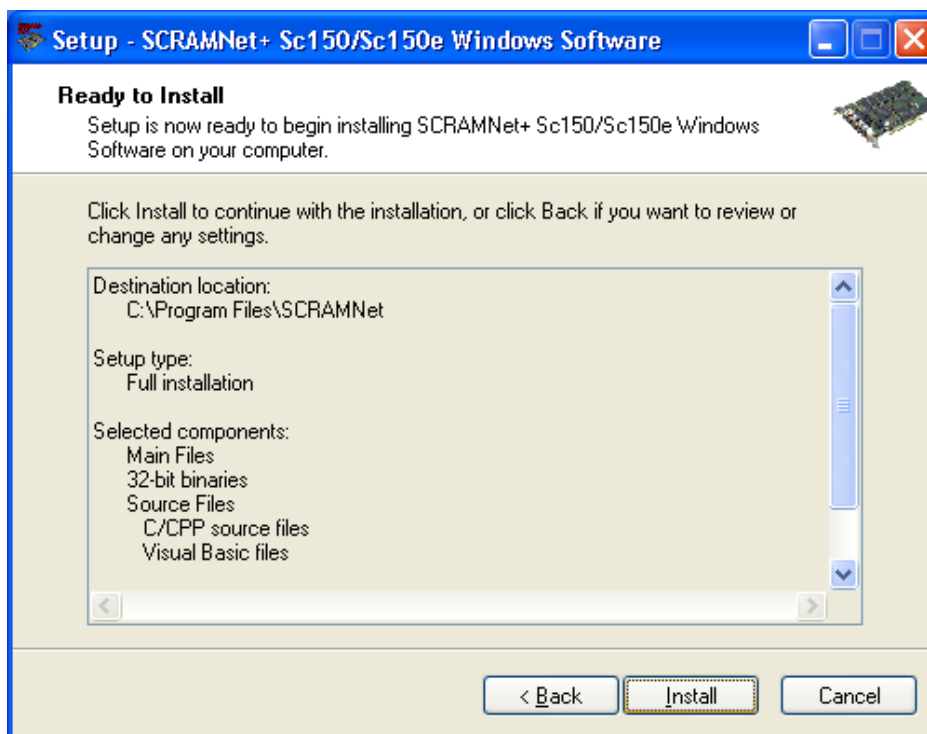 Setup - SCRAMNet+ Sc150/Sc150e Windows Software
Ready to Install
Setup is now ready to begin installing SCRAMNet+ Sc150/Sc150e Windows
Software on your computer.
Click Install to continue with the installation, or click Back if you want to review or
change any settings.
Destination location:
C:\Program Files\SCRAMNet
Setup type:
Full installation
Selected components:
Main Files
32-bit binaries
Source Files
C/CPP source files
Visual Basic files
< Back
Install
Cancel